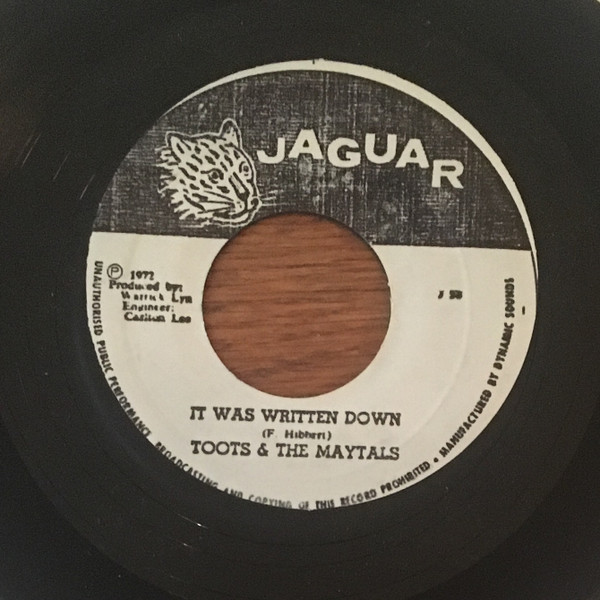 JAGUAR
Ⓟ 1972
Produced by:
Warrick Lyn
Engineer:
Carlton Lee
IT WAS WRITTEN DOWN
(F. Hibbert)
TOOTS & THE MAYTALS
UNAUTHORISED PUBLIC PERFORMANCE BROADCASTING AND COPYING OF THIS RECORD PROHIBITED • MANUFACTURED BY DYNAMIC SOUNDS